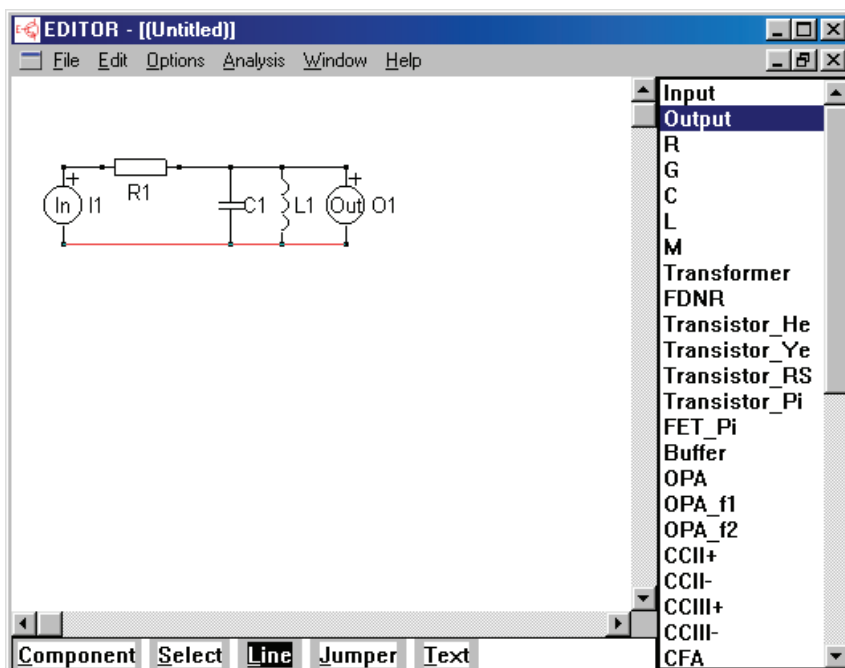 EDITOR - [(Untitled)]
File Edit Options Analysis Window Help
In I1 R1 C1 L1 Out O1
Input
Output
R
G
C
L
M
Transformer
FDNR
Transistor_He
Transistor_Ye
Transistor_RS
Transistor_Pi
FET_Pi
Buffer
OPA
OPA_f1
OPA_f2
CCII+
CCII-
CCIII+
CCIII-
CFA
Component Select Line Jumper Text